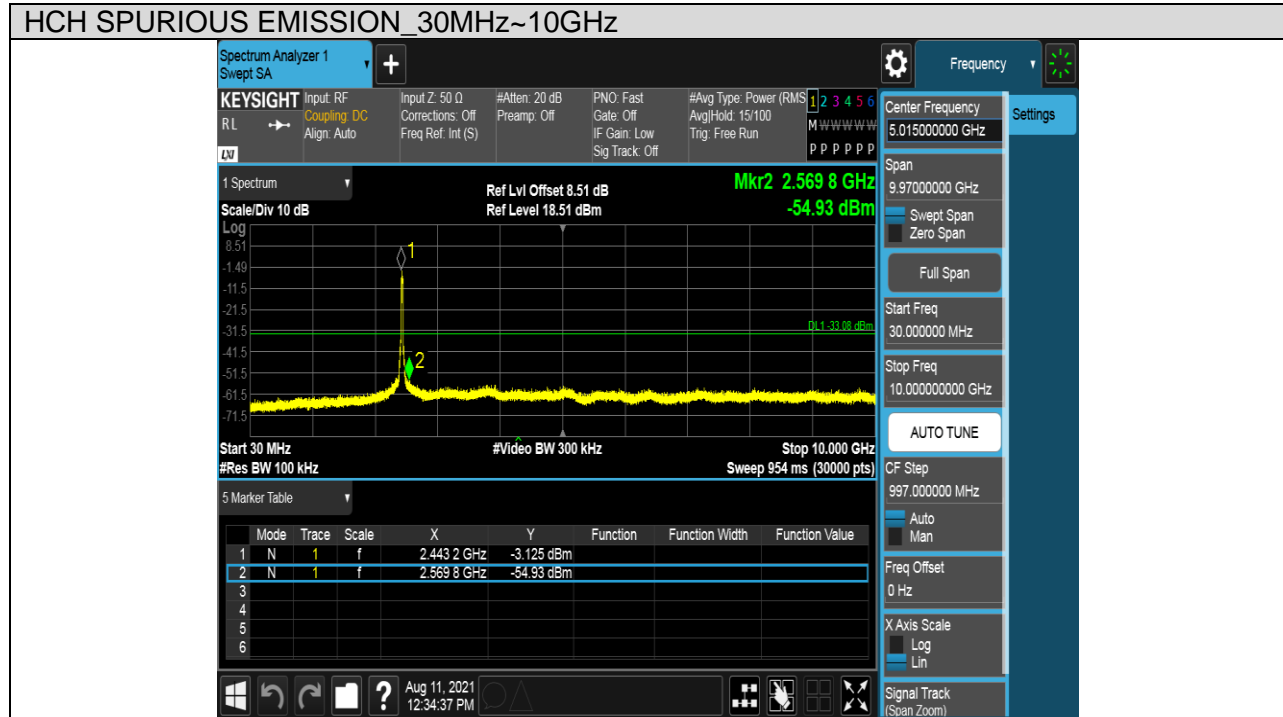 HCH SPURIOUS EMISSION_30MHz~10GHz
Spectrum Analyzer 1
Swept SA
+
Frequency
KEYSIGHT
RL
LXI
Input: RF
Coupling: DC
Align: Auto
Input Z: 50 Ω
Corrections: Off
Freq Ref: Int (S)
#Atten: 20 dB
Preamp: Off
PNO: Fast
Gate: Off
IF Gain: Low
Sig Track: Off
#Avg Type: Power (RMS
Avg|Hold: 15/100
Trig: Free Run
1 2 3 4 5 6
M W W W W W
P P P P P P
1 Spectrum
Scale/Div 10 dB
Ref Lvl Offset 8.51 dB
Ref Level 18.51 dBm
Mkr2 2.569 8 GHz
-54.93 dBm
Log
8.51
-1.49
-11.5
-21.5
-31.5
-41.5
-51.5
-61.5
-71.5
1
2
DL1 -33.08 dBm
Start 30 MHz
#Res BW 100 kHz
#Video BW 300 kHz
Stop 10.000 GHz
Sweep 954 ms (30000 pts)
5 Marker Table
Mode Trace Scale X Y Function Function Width Function Value
1 N 1 f 2.443 2 GHz -3.125 dBm
2 N 1 f 2.569 8 GHz -54.93 dBm
3
4
5
6
?
Aug 11, 2021
12:34:37 PM
Center Frequency
5.015000000 GHz
Settings
Span
9.97000000 GHz
Swept Span
Zero Span
Full Span
Start Freq
30.000000 MHz
Stop Freq
10.000000000 GHz
AUTO TUNE
CF Step
997.000000 MHz
Auto
Man
Freq Offset
0 Hz
X Axis Scale
Log
Lin
Signal Track
(Span Zoom)